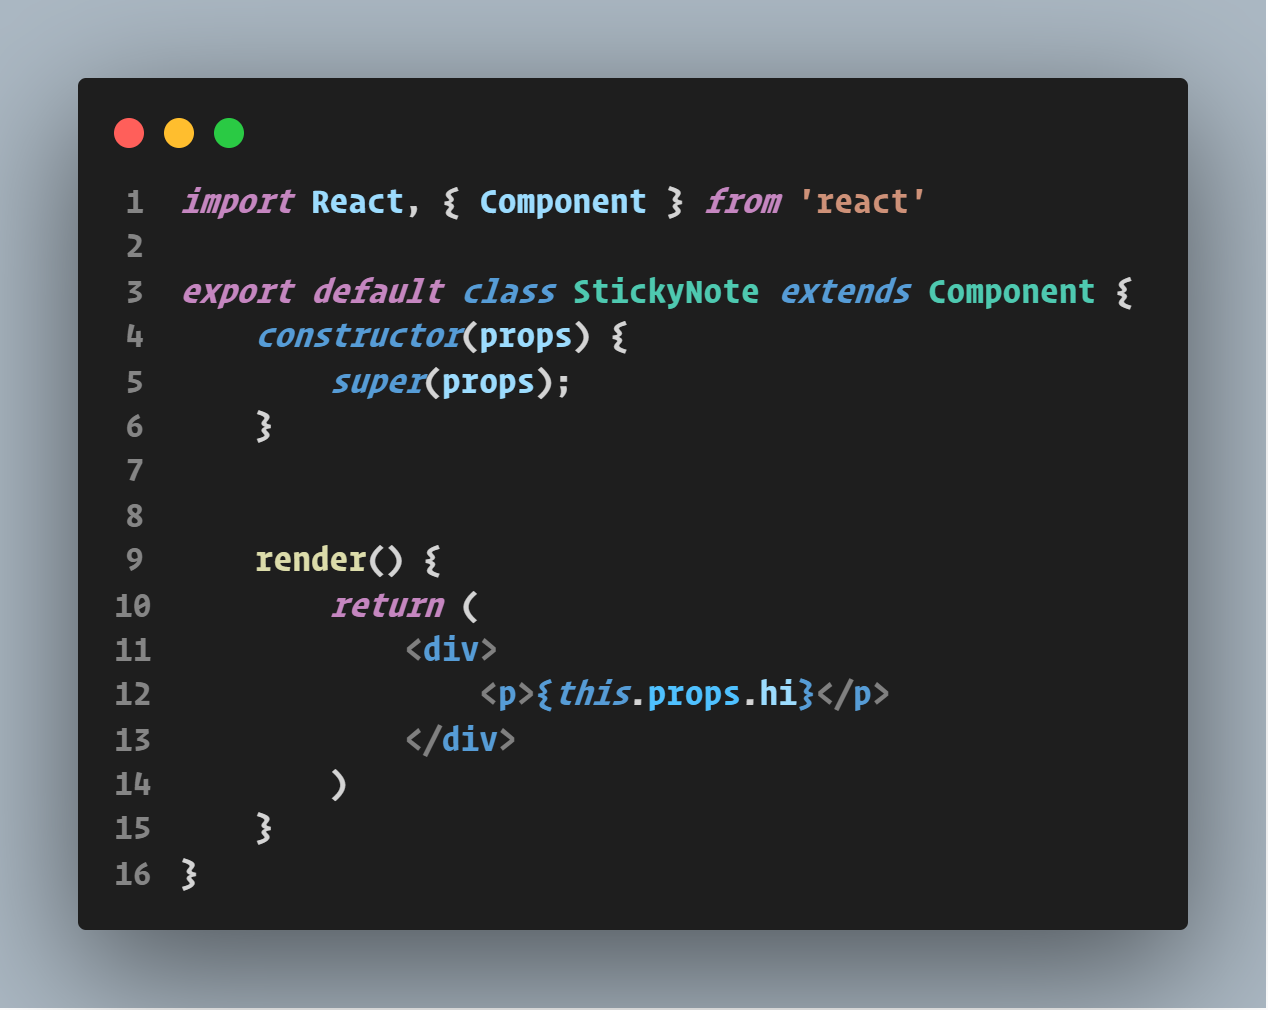 1 import React, { Component } from 'react'
2
3 export default class StickyNote extends Component {
4     constructor(props) {
5         super(props);
6     }
7
8
9     render() {
10         return (
11             <div>
12                 <p>{this.props.hi}</p>
13             </div>
14         )
15     }
16 }